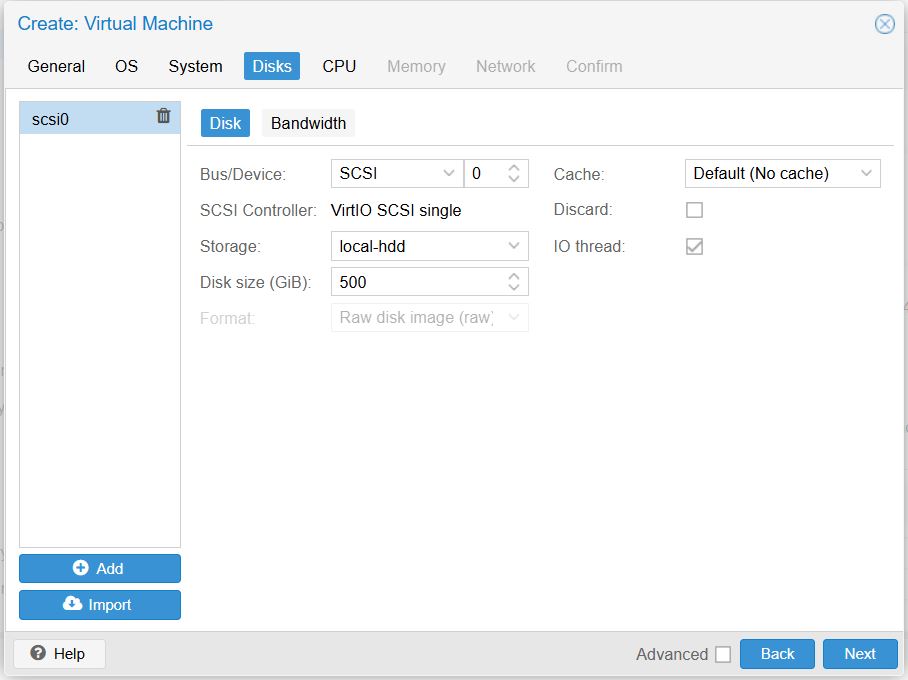 Create: Virtual Machine
General OS System Disks CPU Memory Network Confirm
scsi0
Disk Bandwidth
Bus/Device: SCSI 0 Cache: Default (No cache)
SCSI Controller: VirtIO SCSI single Discard:
Storage: local-hdd IO thread:
Disk size (GiB): 500
Format: Raw disk image (raw)
Add
Import
Help Advanced Back Next